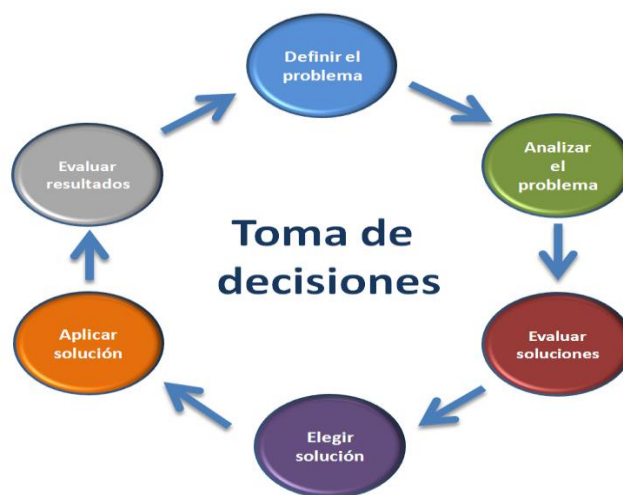 Definir el
problema
Analizar
el
problema
Evaluar
soluciones
Elegir
solución
Aplicar
solución
Evaluar
resultados
Toma de
decisiones